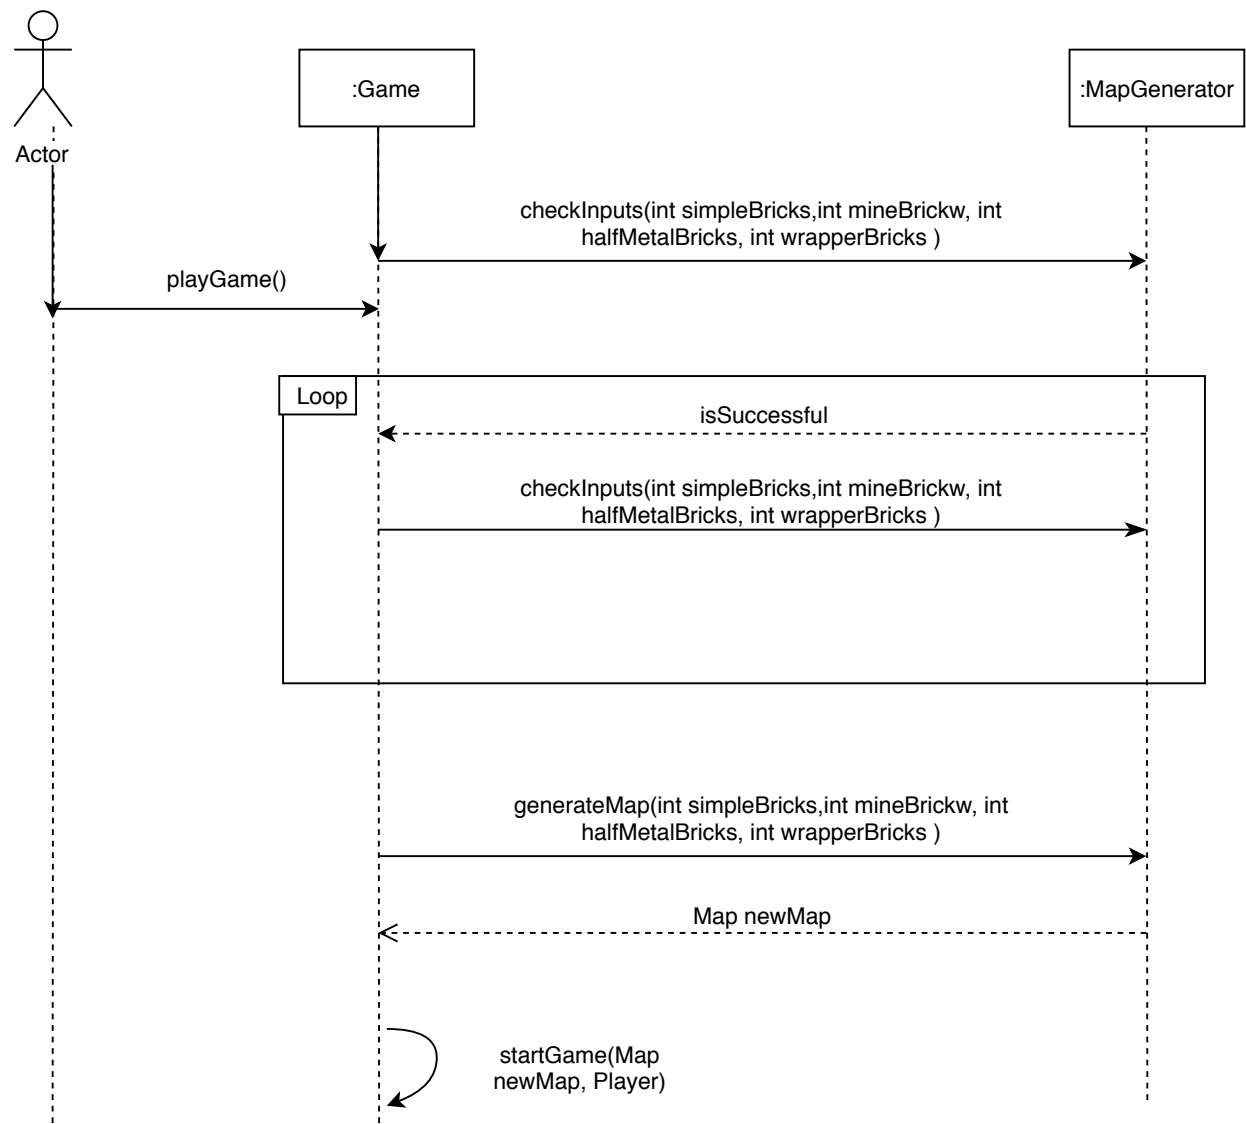 :Game
:MapGenerator
Actor
checkInputs(int simpleBricks,int mineBrickw, int
halfMetalBricks, int wrapperBricks )
playGame()
Loop
isSuccessful
checkInputs(int simpleBricks,int mineBrickw, int
halfMetalBricks, int wrapperBricks )
generateMap(int simpleBricks,int mineBrickw, int
halfMetalBricks, int wrapperBricks )
Map newMap
startGame(Map
newMap, Player)